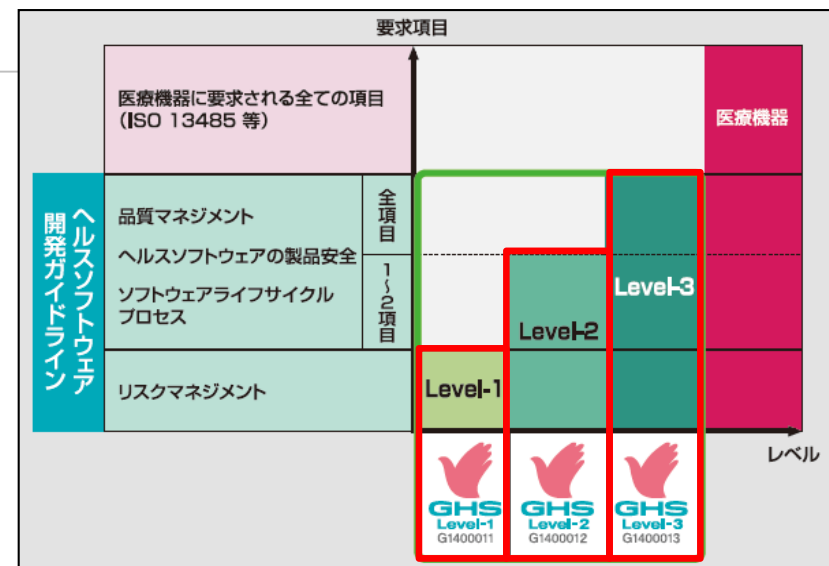 要求項目
医療機器に要求される全ての項目
（ISO 13485 等）
医療機器
ヘルスソフトウェア
開発ガイドライン
品質マネジメント
ヘルスソフトウェアの製品安全
ソフトウェアライフサイクル
プロセス
全項目
1～2項目
リスクマネジメント
Level-1
Level-2
Level-3
レベル
GHS
Level-1
G1400011
GHS
Level-2
G1400012
GHS
Level-3
G1400013